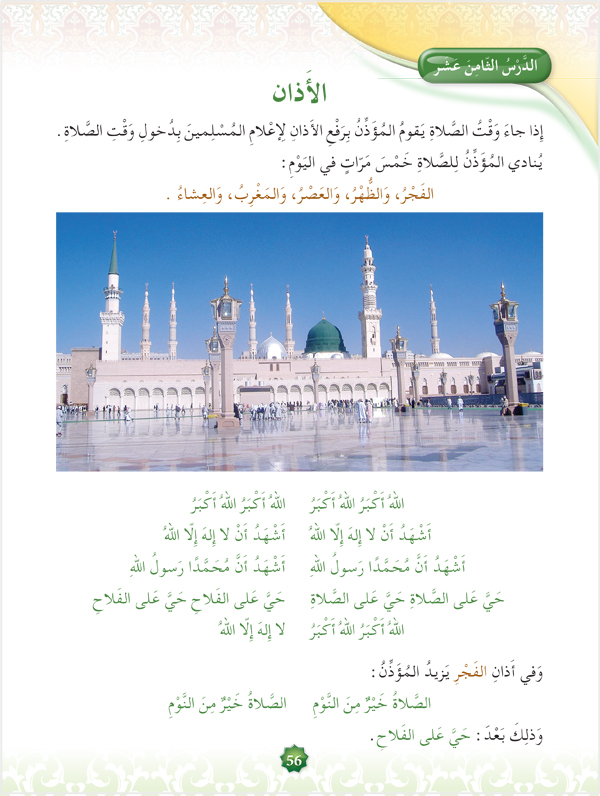 الدَّرْسُ الثَّامِنَ عَشَر
الأَذان
إِذا جاءَ وَقْتُ الصَّلاةِ يَقومُ المُؤَذِّنُ بِرَفْعِ الأَذانِ لِإعْلامِ المُسْلِمينَ بِدُخولِ وَقْتِ الصَّلاةِ .
يُنادي المُؤَذِّنُ لِلصَّلاةِ خَمْسَ مَرّاتٍ في اليَوْمِ :
الفَجْرُ، وَالظُّهْرُ، وَالعَصْرُ، وَالمَغْرِبُ، وَالعِشاءُ .
اللهُ أَكْبَرُ اللهُ أَكْبَرُ اللهُ أَكْبَرُ اللهُ أَكْبَرُ
أَشْهَدُ أَنْ لا إِلهَ إِلّا اللهُ أَشْهَدُ أَنْ لا إِلهَ إِلّا اللهُ
أَشْهَدُ أَنَّ مُحَمَّدًا رَسولُ اللهِ أَشْهَدُ أَنَّ مُحَمَّدًا رَسولُ اللهِ
حَيَّ عَلى الصَّلاةِ حَيَّ عَلى الصَّلاةِ حَيَّ عَلى الفَلاحِ حَيَّ عَلى الفَلاحِ
اللهُ أَكْبَرُ اللهُ أَكْبَرُ لا إِلهَ إِلّا اللهُ
وَفي أَذانِ الفَجْرِ يَزيدُ المُؤَذِّنُ :
الصَّلاةُ خَيْرٌ مِنَ النَّوْمِ الصَّلاةُ خَيْرٌ مِنَ النَّوْمِ
وَذلِكَ بَعْدَ : حَيَّ عَلى الفَلاحِ .
56